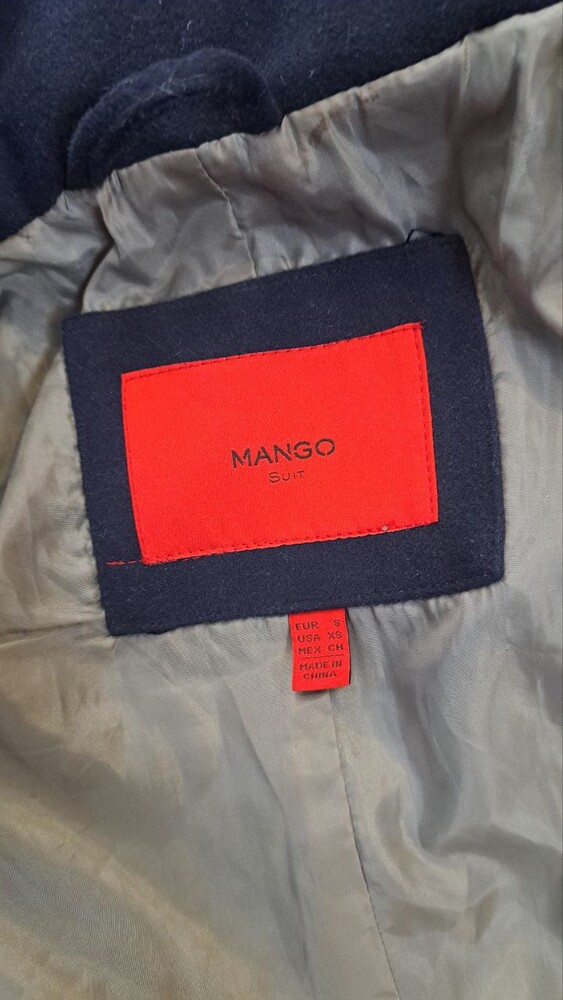 MANGO
SUIT
EUR S
USA XS
MEX CH
MADE IN
CHINA